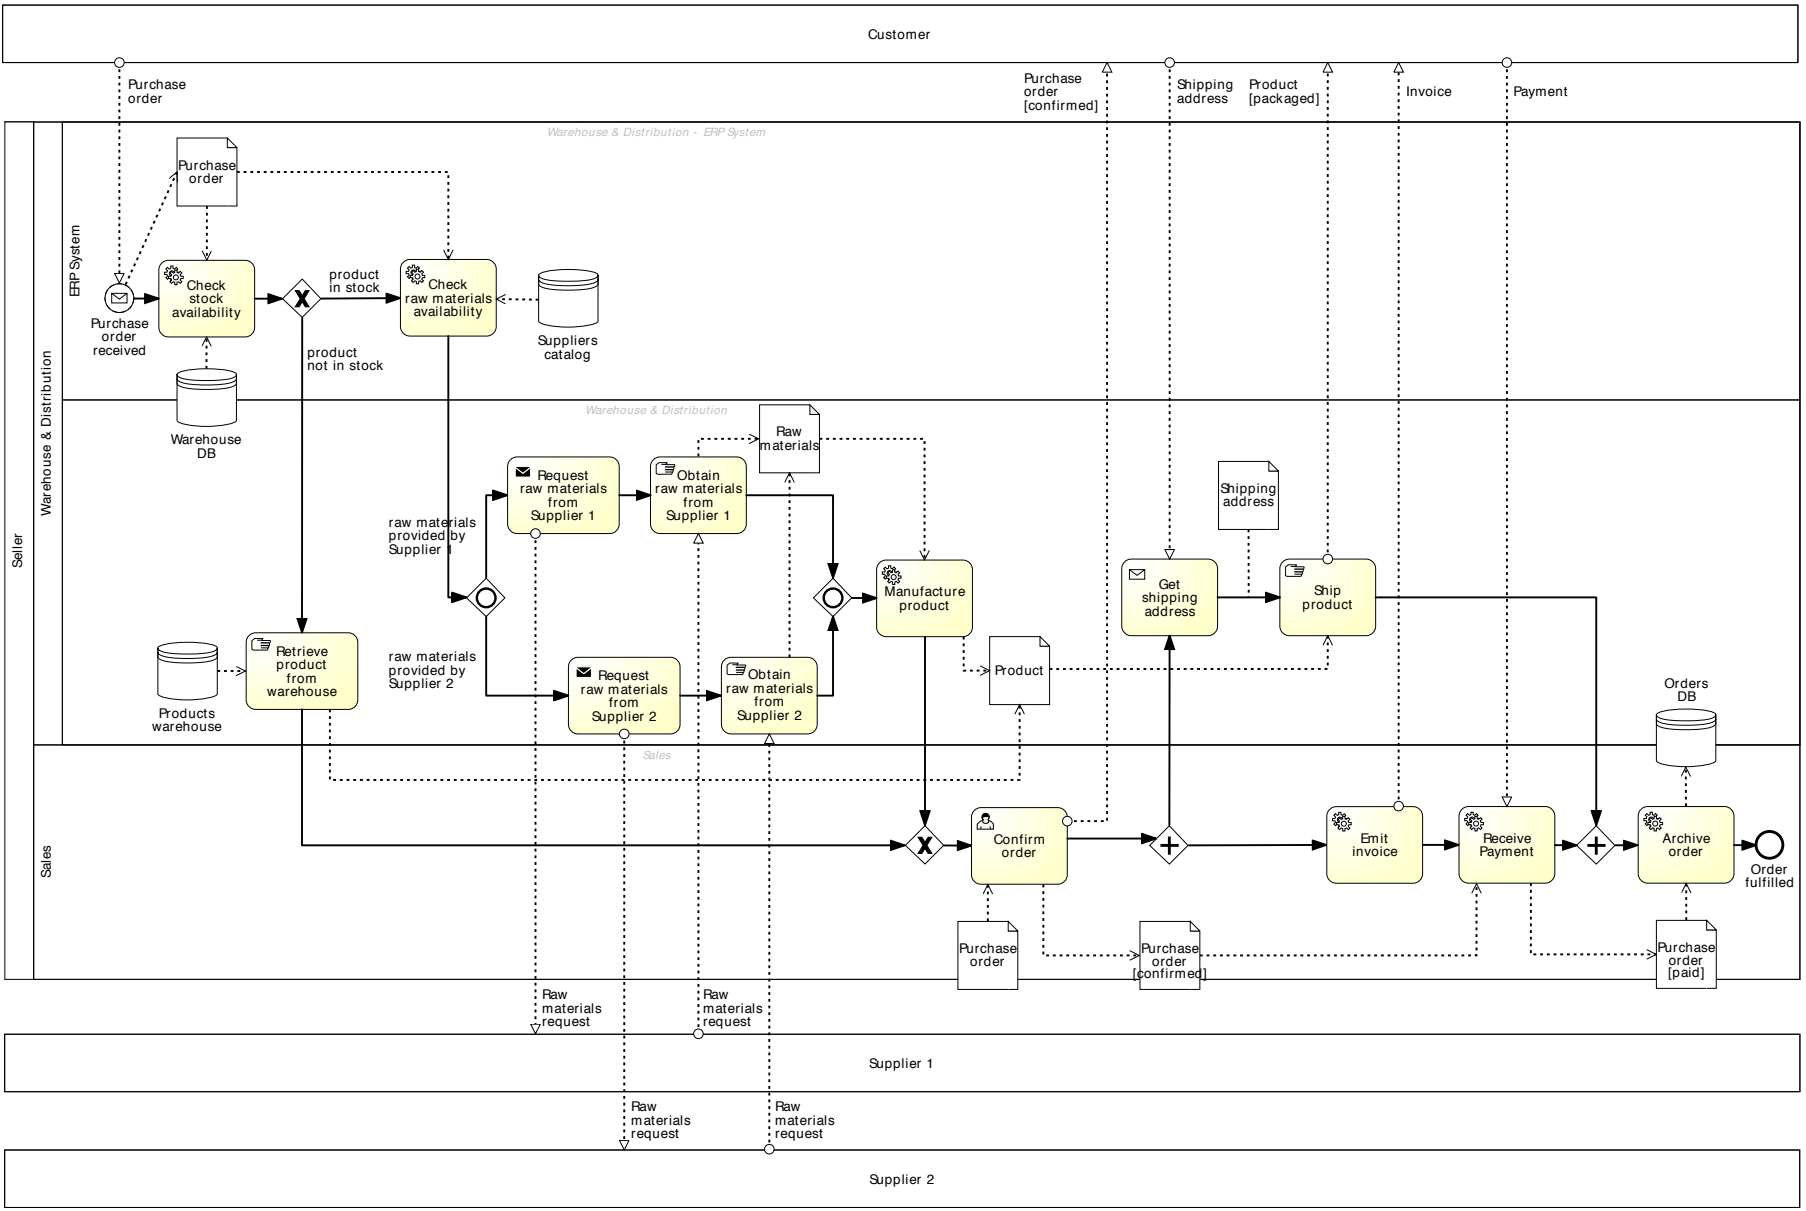 Customer
Purchase
order
Purchase
order
[confirmed]
Shipping
address
Product
[packaged]
Invoice
Payment
Seller
Warehouse & Distribution
ERP System
Warehouse & Distribution - ERP System
Purchase
order
Purchase
order
received
Check
stock
availability
product
in stock
product
not in stock
Check
raw materials
availability
Suppliers
catalog
Warehouse
DB
Warehouse & Distribution
Raw
materials
Request
raw materials
from
Supplier 1
Obtain
raw materials
from
Supplier 1
raw materials
provided by
Supplier 1
Shipping
address
Manufacture
product
Get
shipping
address
Ship
product
Retrieve
product
from
warehouse
Products
warehouse
raw materials
provided by
Supplier 2
Request
raw materials
from
Supplier 2
Obtain
raw materials
from
Supplier 2
Product
Orders
DB
Sales
Sales
Confirm
order
Emit
invoice
Receive
Payment
Archive
order
Order
fulfilled
Purchase
order
Purchase
order
[confirmed]
Purchase
order
[paid]
Raw
materials
request
Raw
materials
request
Supplier 1
Raw
materials
request
Raw
materials
request
Supplier 2